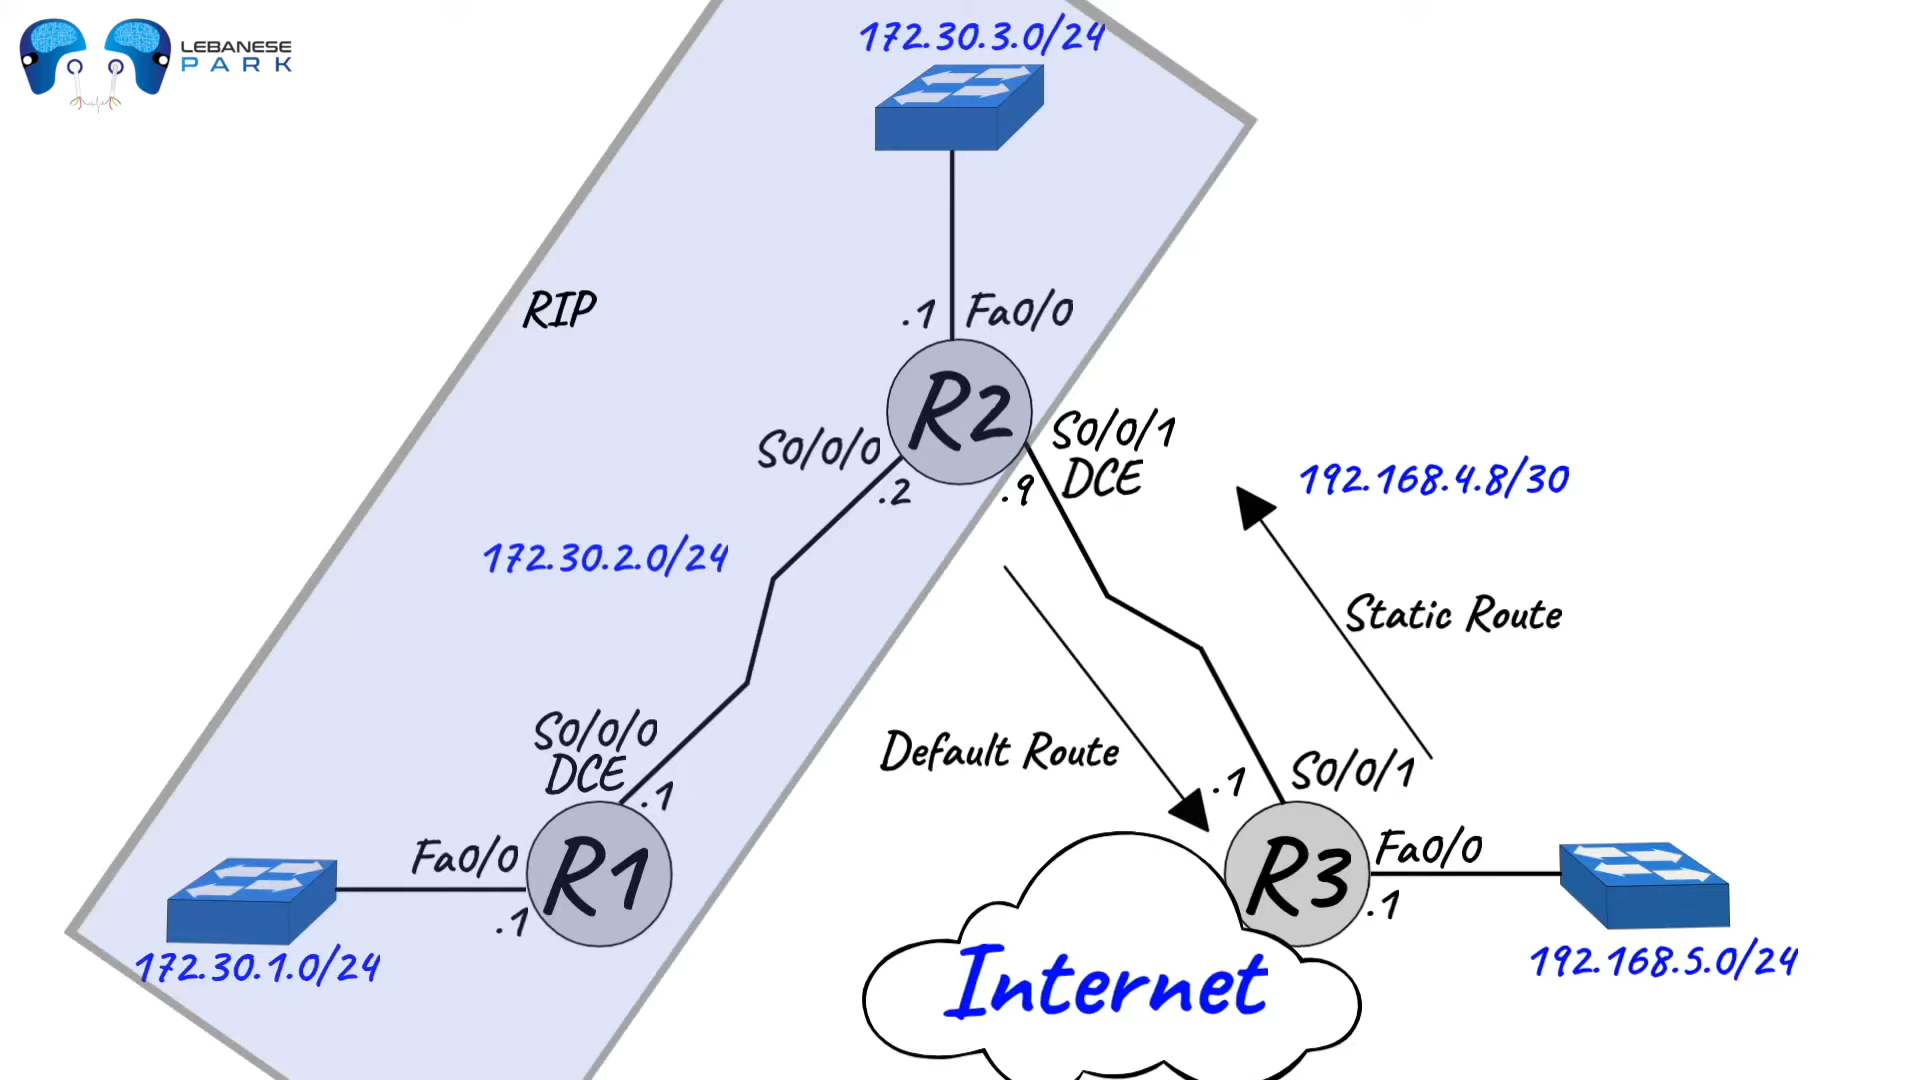 LEBANESE
PARK
172.30.3.0/24
RIP
.1 Fa0/0
R2
S0/0/0
.2
S0/0/1
DCE
.9
192.168.4.8/30
172.30.2.0/24
Static Route
Default Route
S0/0/0
DCE
.1
.1 S0/0/1
Fa0/0
R1
.1
172.30.1.0/24
R3
Fa0/0
.1
192.168.5.0/24
Internet